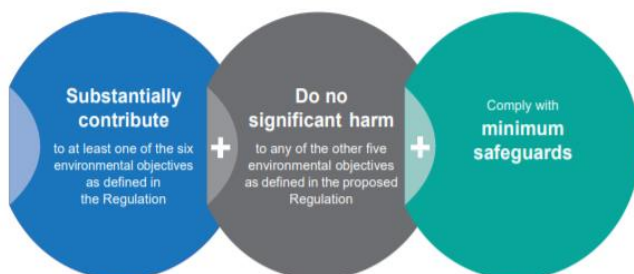 Substantially
contribute
to at least one of the six
environmental objectives
as defined in
the Regulation
+
Do no
significant harm
to any of the other five
environmental objectives
as defined in the proposed
Regulation
+
Comply with
minimum
safeguards